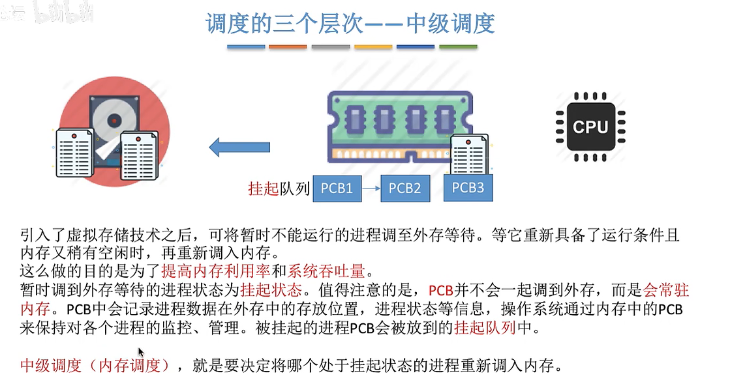 bilibili
调度的三个层次——中级调度
CPU
挂起队列 PCB1 PCB2 PCB3
引入了虚拟存储技术之后，可将暂时不能运行的进程调至外存等待。等它重新具备了运行条件且
内存又稍有空闲时，再重新调入内存。
这么做的目的是为了提高内存利用率和系统吞吐量。
暂时调到外存等待的进程状态为挂起状态。值得注意的是，PCB并不会一起调到外存，而是会常驻
内存。PCB中会记录进程数据在外存中的存放位置，进程状态等信息，操作系统通过内存中的PCB
来保持对各个进程的监控、管理。被挂起的进程PCB会被放到的挂起队列中。
中级调度（内存调度），就是要决定将哪个处于挂起状态的进程重新调入内存。